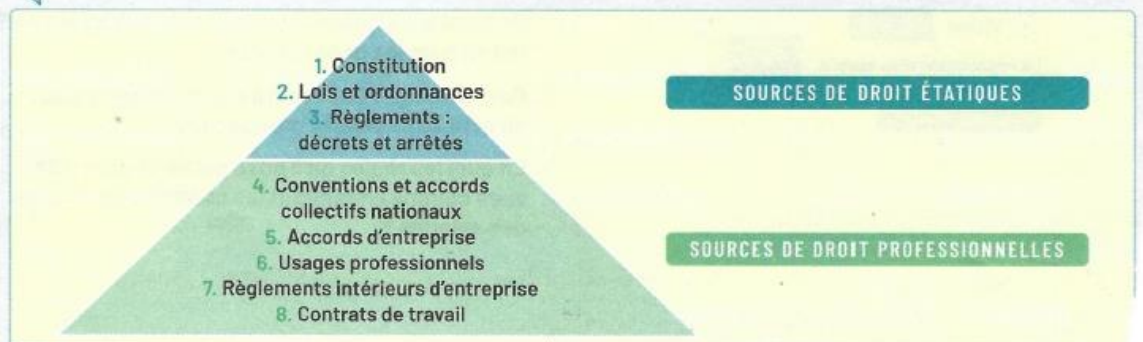 1. Constitution
2. Lois et ordonnances
3. Règlements :
décrets et arrêtés
SOURCES DE DROIT ÉTATIQUES
4. Conventions et accords
collectifs nationaux
5. Accords d'entreprise
6. Usages professionnels
7. Règlements intérieurs d'entreprise
8. Contrats de travail
SOURCES DE DROIT PROFESSIONNELLES